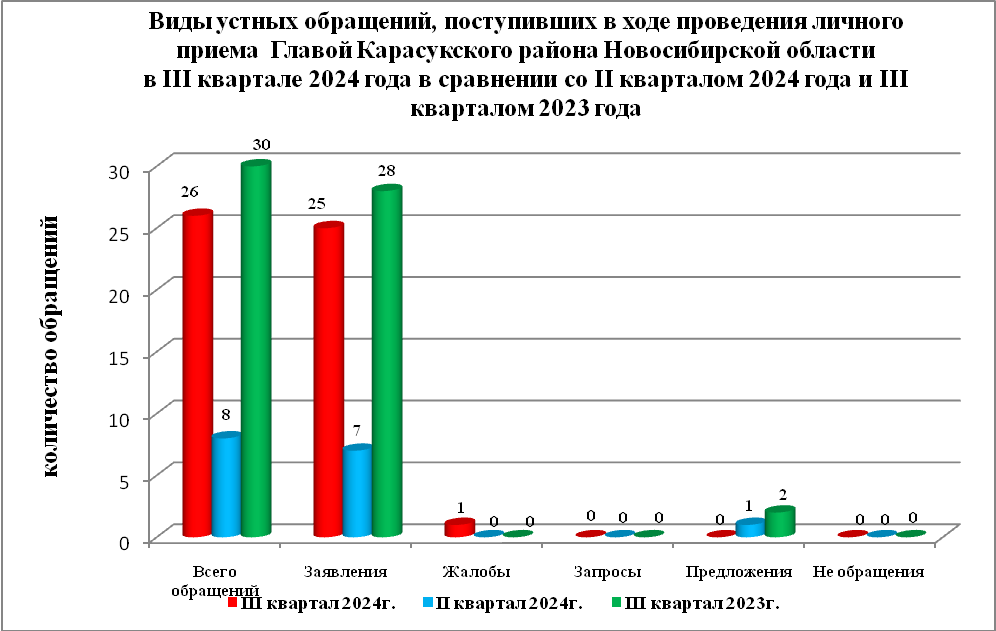 Виды устных обращений, поступивших в ходе проведения личного
приема Главой Карасукского района Новосибирской области
в III квартале 2024 года в сравнении со II кварталом 2024 года и III
кварталом 2023 года
количество обращений
30
25
20
15
10
5
0
26
8
30
25
7
28
1
0
0
0
0
0
0
1
2
0
0
0
Всего
обращений
Заявления
Жалобы
Запросы
Предложения
Не обращения
III квартал 2024г.
II квартал 2024г.
III квартал 2023г.